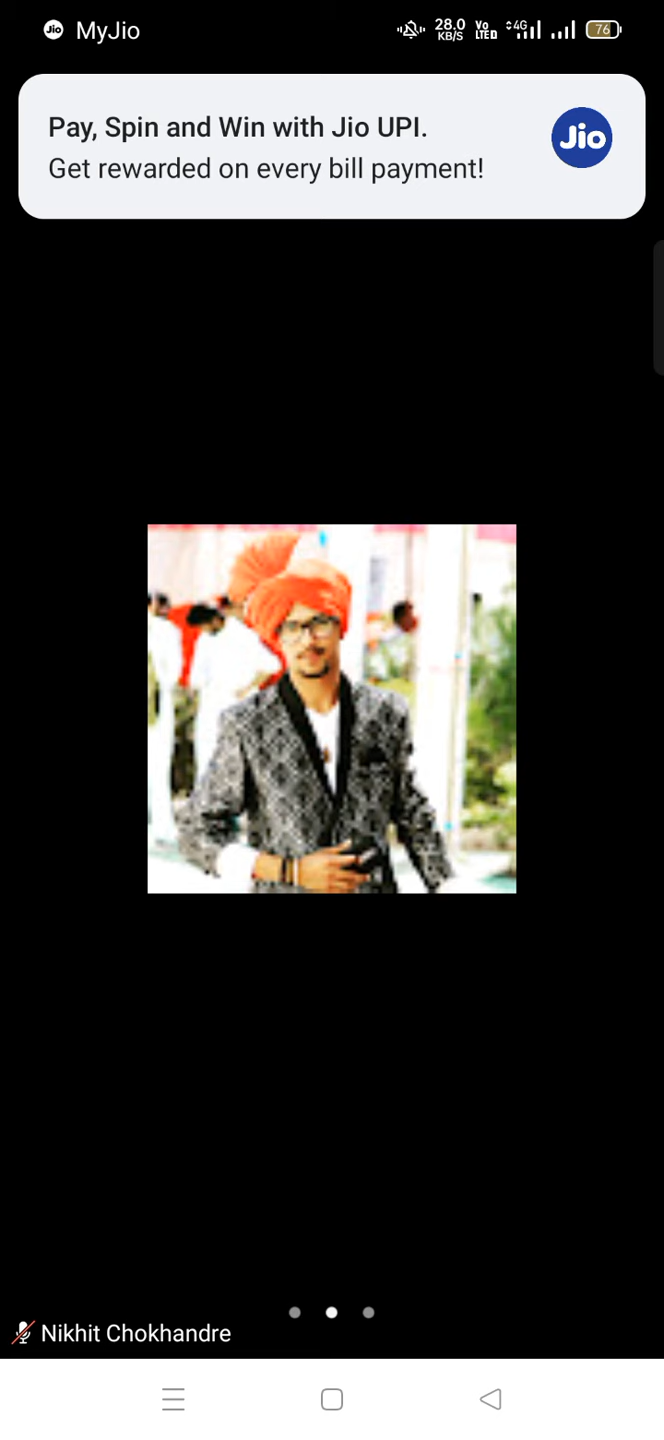 Jio MyJio 28.0 KB/S Vo LTE 4G 76
Pay, Spin and Win with Jio UPI.
Jio
Get rewarded on every bill payment!
Nikhit Chokhandre